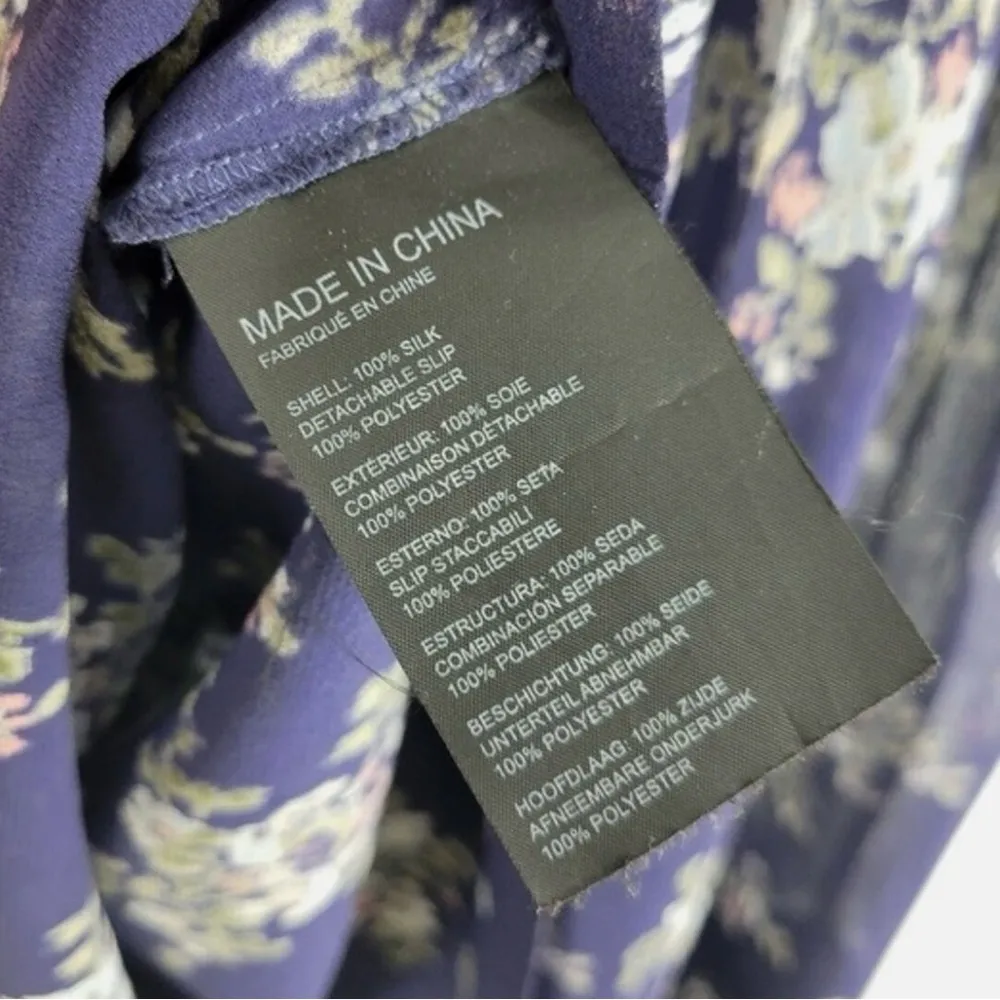 MADE IN CHINA
FABRIQUÉ EN CHINE
SHELL: 100% SILK
DETACHABLE SLIP
100% POLYESTER
EXTÉRIEUR: 100% SOIE
COMBINAISON DÉTACHABLE
100% POLYESTER
ESTERNO: 100% SETA
SLIP STACCABILI
100% POLIESTERE
ESTRUCTURA: 100% SEDA
COMBINACIÓN SEPARABLE
100% POLIESTER
BESCHICHTUNG: 100% SEIDE
UNTERTEIL ABNEHMBAR
100% POLYESTER
HOOFDLAAG: 100% ZIJDE
AFNEEMBARE ONDERJURK
100% POLYESTER